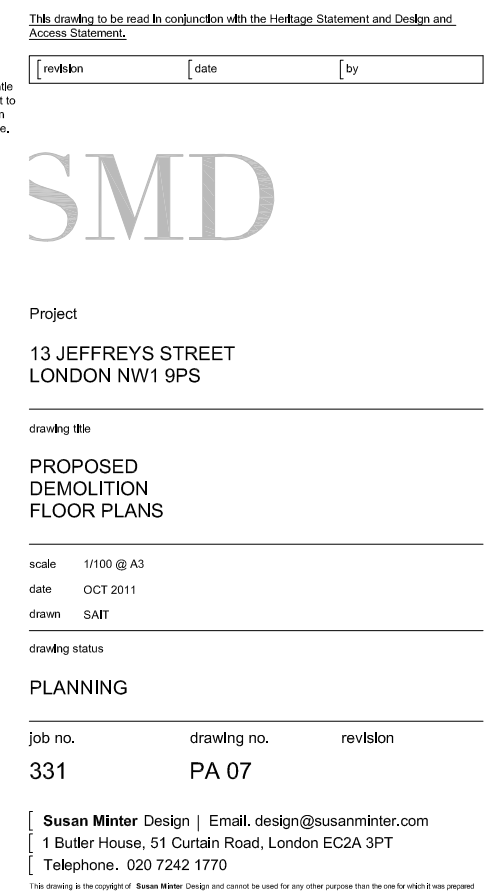 This drawing to be read in conjunction with the Heritage Statement and Design and
Access Statement.
revision date by
t to
e.
SMD
Project
13 JEFFREYS STREET
LONDON NW1 9PS
drawing title
PROPOSED
DEMOLITION
FLOOR PLANS
scale 1/100 @ A3
date OCT 2011
drawn SAIT
drawing status
PLANNING
job no. drawing no. revision
331 PA 07
Susan Minter Design | Email. design@susanminter.com
1 Butler House, 51 Curtain Road, London EC2A 3PT
Telephone. 020 7242 1770
This drawing is the copyright of Susan Minter Design and cannot be used for any other purpose than the one for which it was prepared